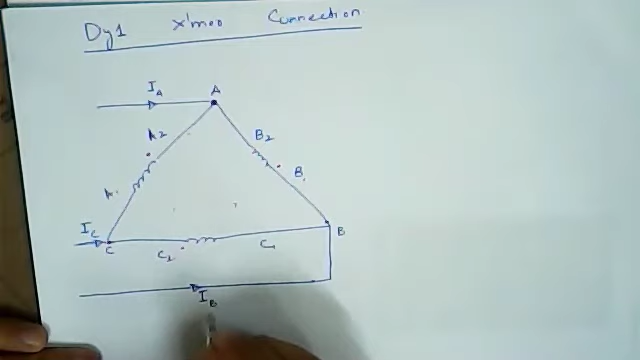 Dy1 X'mer Connection
IA
A
A2
B2
A1
B1
IC
C
C2
C1
B
IB